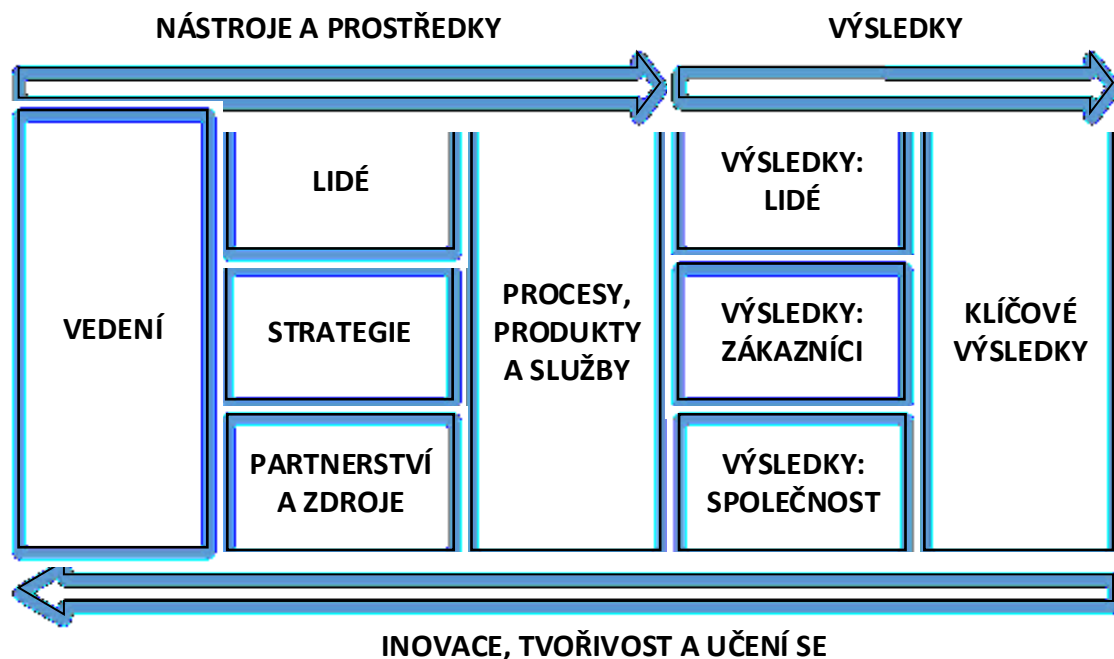 NÁSTROJE A PROSTŘEDKY
VÝSLEDKY
VEDENÍ
LIDÉ
STRATEGIE
PARTNERSTVÍ
A ZDROJE
PROCESY,
PRODUKTY
A SLUŽBY
VÝSLEDKY:
LIDÉ
VÝSLEDKY:
ZÁKAZNÍCI
VÝSLEDKY:
SPOLEČNOST
KLÍČOVÉ
VÝSLEDKY
INOVACE, TVOŘIVOST A UČENÍ SE